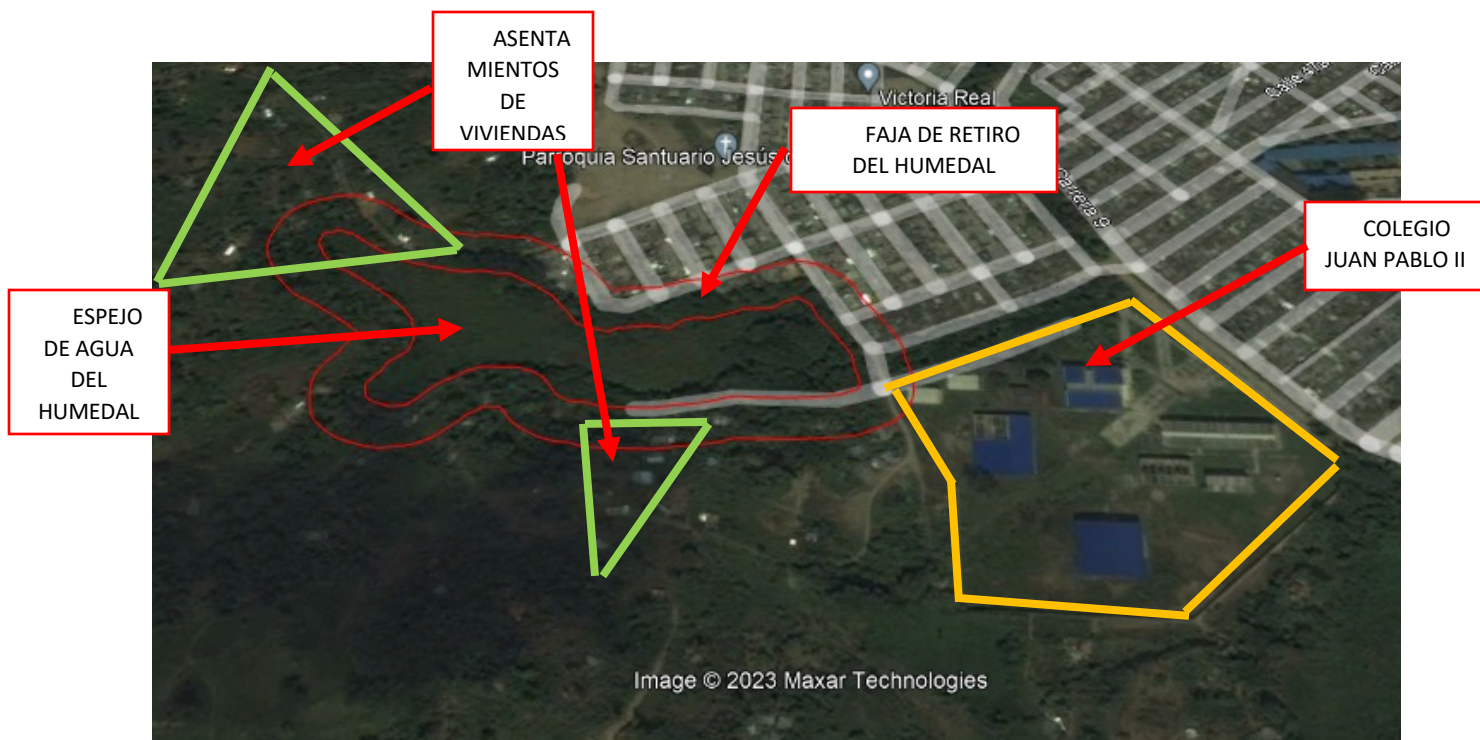 ASENTA
MIENTOS
DE
VIVIENDAS
Victoria Real
FAJA DE RETIRO
DEL HUMEDAL
Parroquia Santuario Jesús
Carrera 9
COLEGIO
JUAN PABLO II
ESPEJO
DE AGUA
DEL
HUMEDAL
Image © 2023 Maxar Technologies